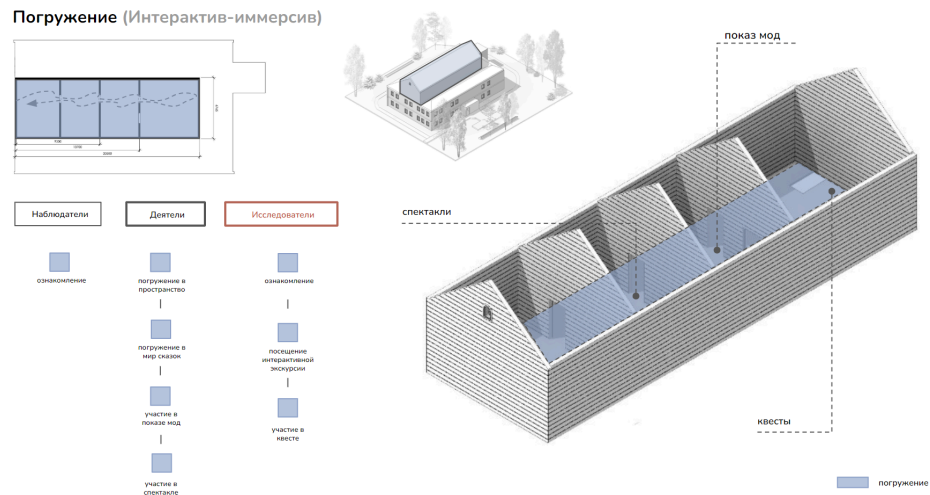 Погружение (Интерактив-иммерсив)
показ мод
спектакли
Наблюдатели
Деятели
Исследователи
ознакомление
погружение в
пространство
ознакомление
погружение в
мир сказок
посещение
интерактивной
экскурсии
участие в
показе мод
участие в
квесте
участие в
спектакле
квесты
погружение